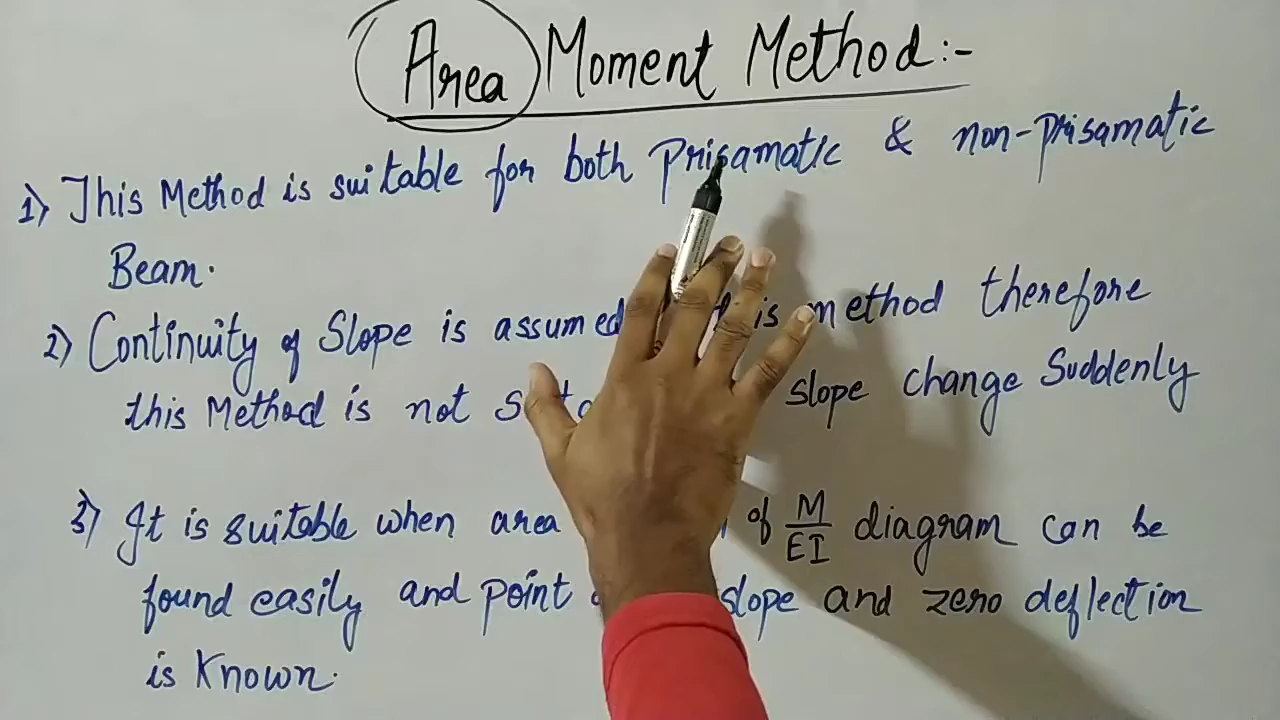 Area Moment Method:-
1) This Method is suitable for both Prisamatic & non-prisamatic
Beam.
2) Continuity of Slope is assumed method therefore
this Method is not slope change Suddenly
3) It is suitable when area of M/EI diagram can be
found easily and point slope and zero deflection
is Known.